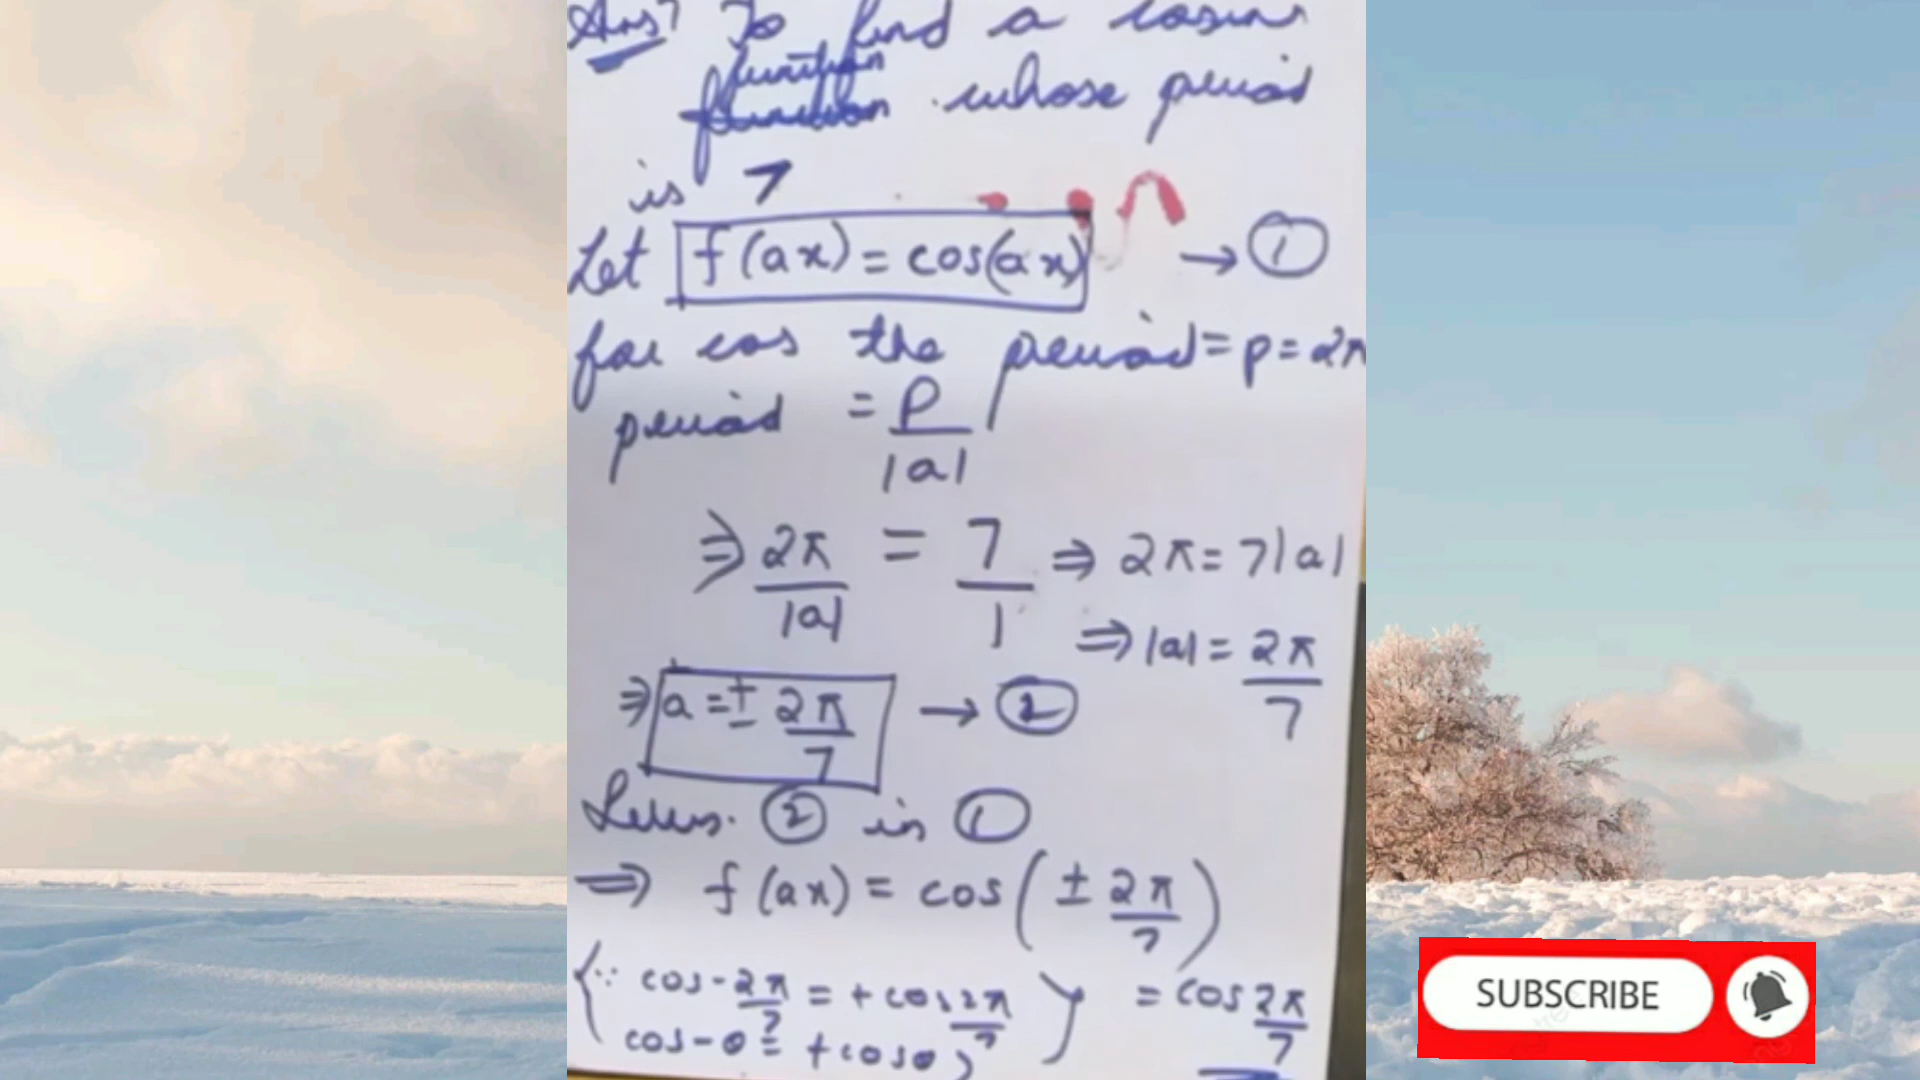 Ans? To find a cosine
function
function whose period
is 7
Let f(ax) = cos(ax) → ①
for cos the period = p = 2π
period = P/|a|
⇒ 2π/|a| = 7/1 ⇒ 2π = 7|a|
⇒ |a| = 2π/7
⇒ a = ± 2π/7 → ②
② in ①
⇒ f(ax) = cos(± 2π/7)
{∵ cos-2π/7 = + cos 2π/7 } = cos 2π/7
cos-θ = + cosθ
SUBSCRIBE